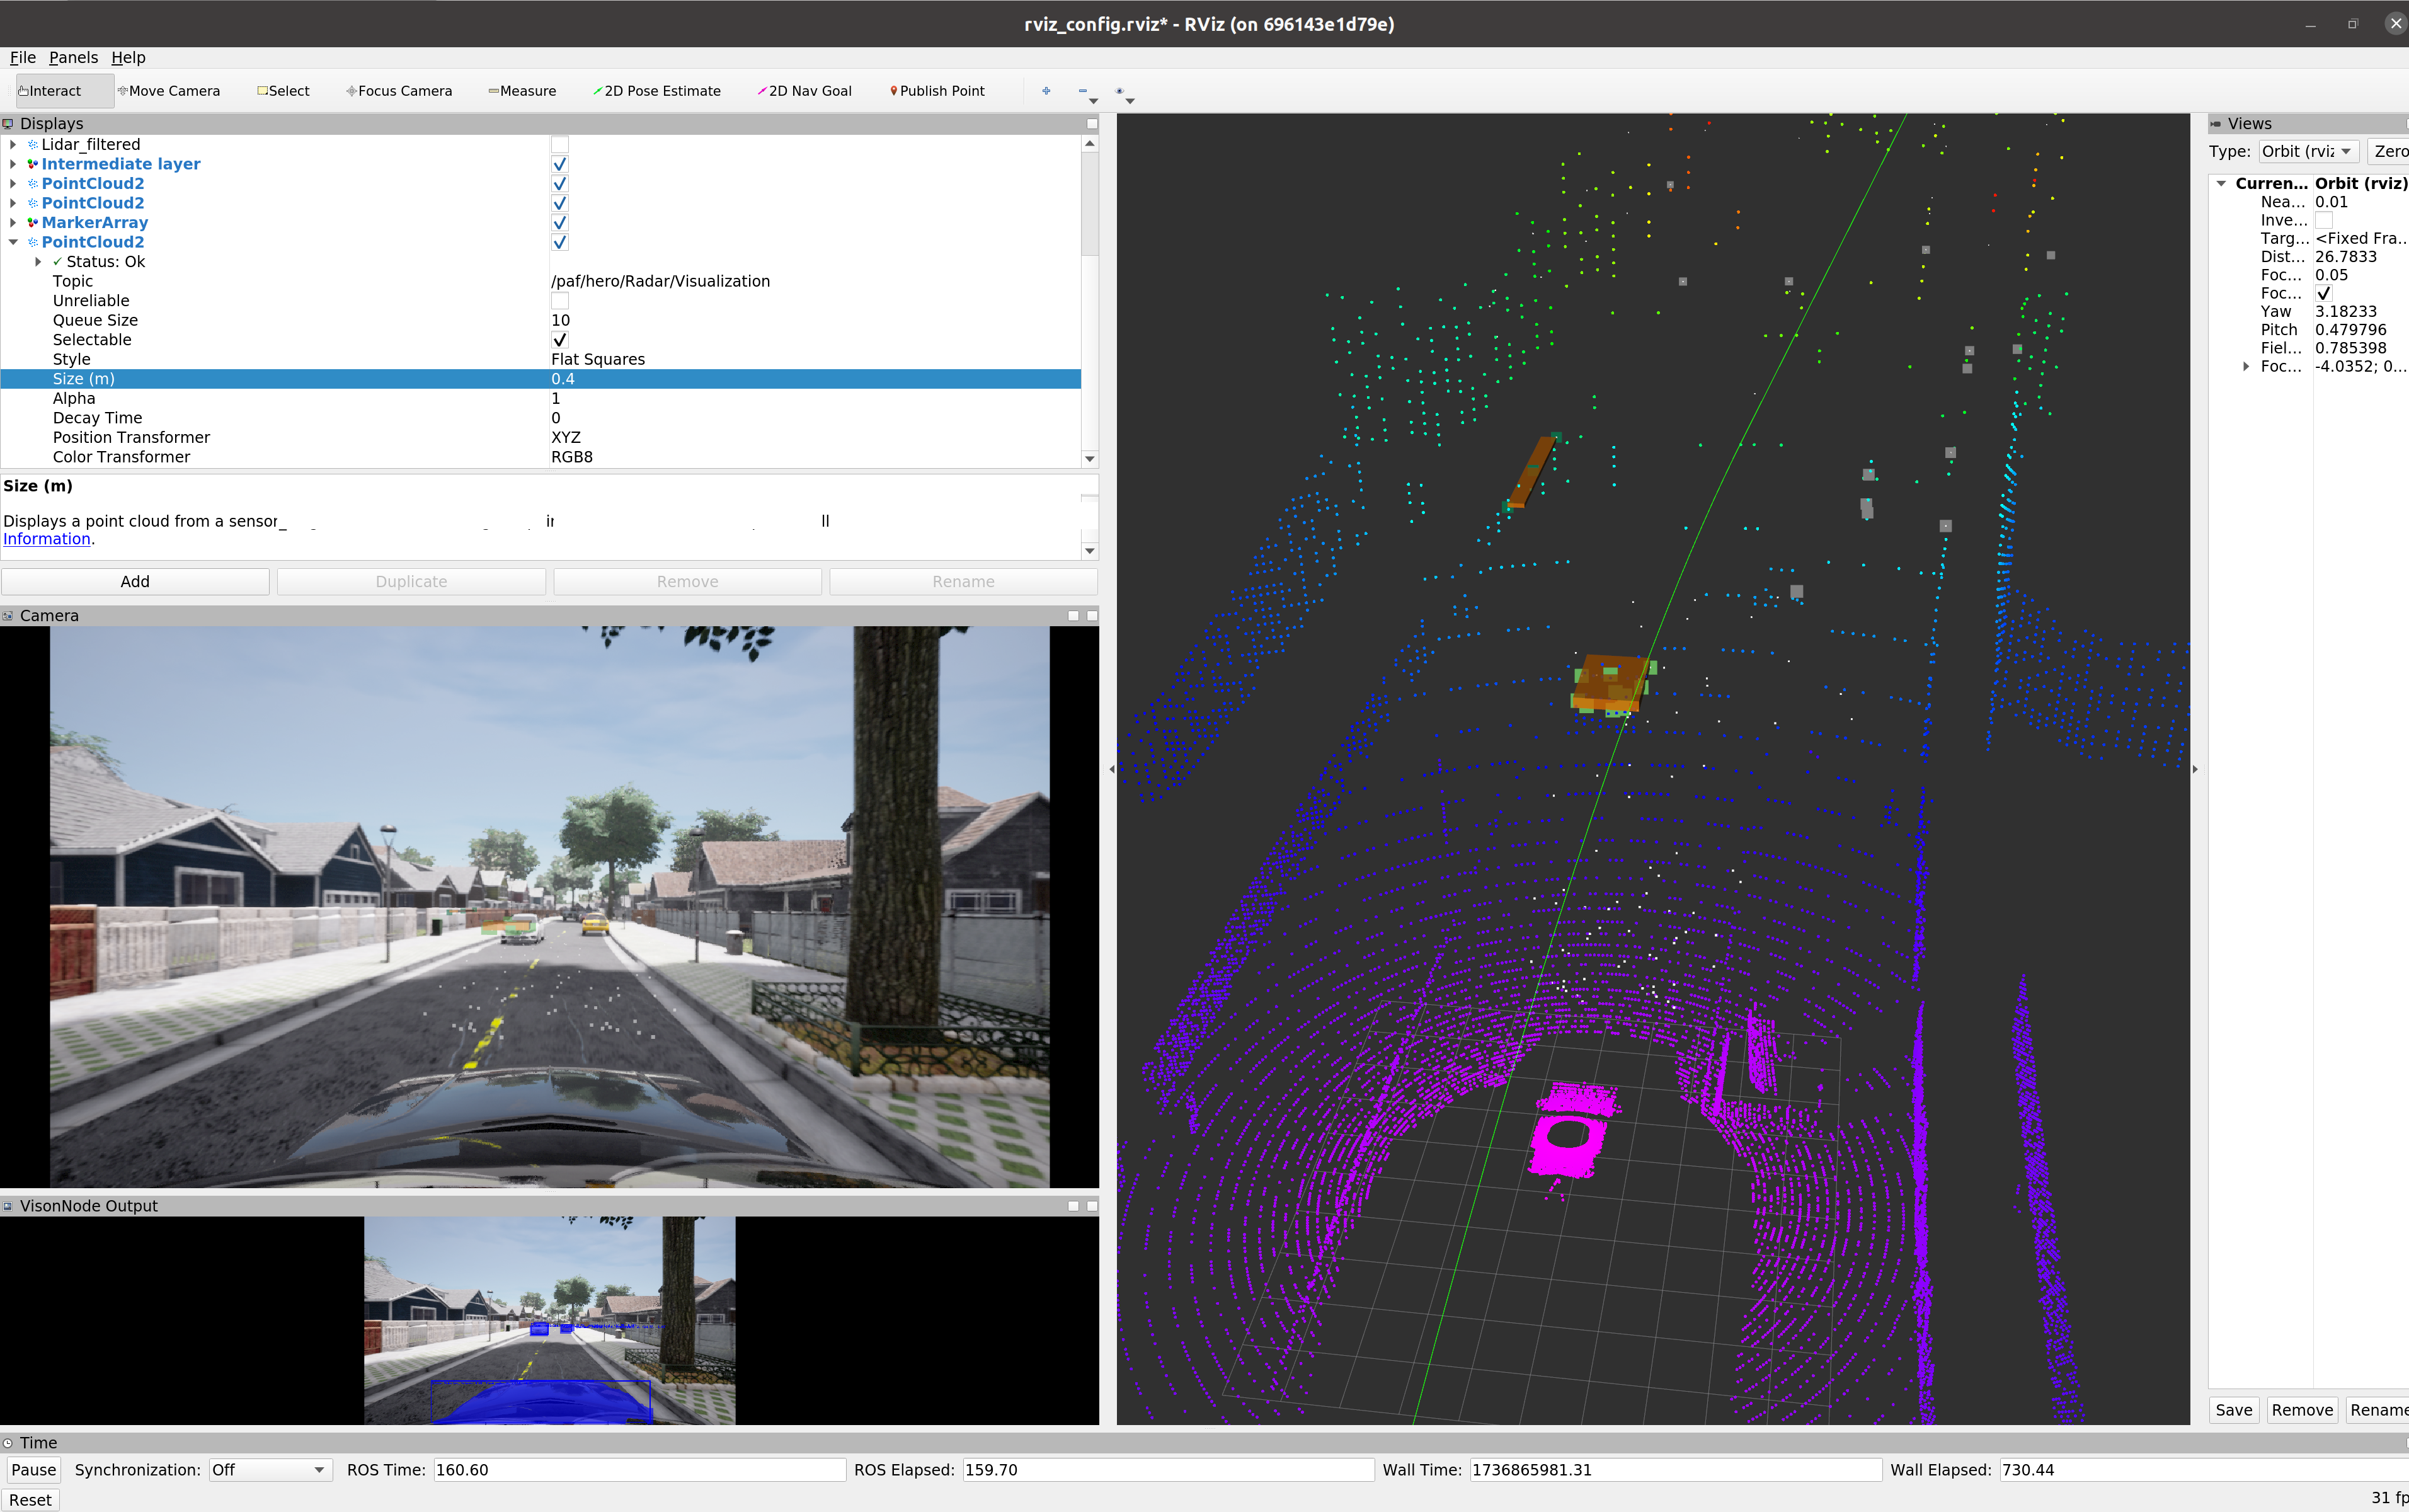 rviz_config.rviz* - RViz (on 696143e1d79e)
File Panels Help
Interact Move Camera Select Focus Camera Measure 2D Pose Estimate 2D Nav Goal Publish Point
Displays
Lidar_filtered
Intermediate layer
PointCloud2
PointCloud2
MarkerArray
PointCloud2
Status: Ok
Topic /paf/hero/Radar/Visualization
Unreliable
Queue Size 10
Selectable
Style Flat Squares
Size (m) 0.4
Alpha 1
Decay Time 0
Position Transformer XYZ
Color Transformer RGB8
Size (m)
Displays a point cloud from a sensor_
Information.
Add Duplicate Remove Rename
Camera
VisonNode Output
Views
Type: Orbit (rviz Zero
Curren... Orbit (rviz)
Nea... 0.01
Inve...
Targ... <Fixed Fra...
Dist... 26.7833
Foc... 0.05
Foc...
Yaw 3.18233
Pitch 0.479796
Fiel... 0.785398
Foc... -4.0352; 0...
Save Remove Rename
Time
Pause Synchronization: Off ROS Time: 160.60 ROS Elapsed: 159.70 Wall Time: 1736865981.31 Wall Elapsed: 730.44
Reset
31 fp